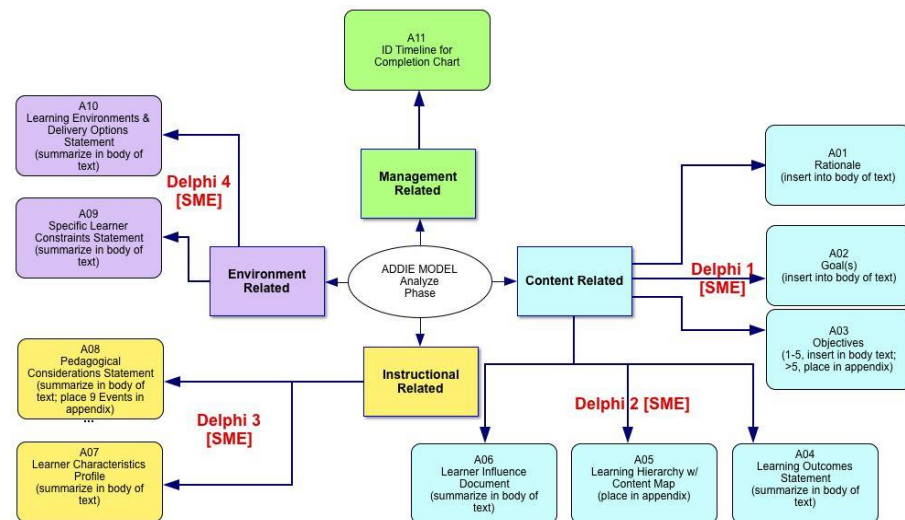 A11
ID Timeline for
Completion Chart
A10
Learning Environments &
Delivery Options
Statement
(summarize in body of
text)
Delphi 4
[SME]
Management
Related
A01
Rationale
(insert into body of text)
A09
Specific Learner
Constraints Statement
(summarize in body of
text)
Environment
Related
ADDIE MODEL
Analyze
Phase
Content Related
Delphi 1
[SME]
A02
Goal(s)
(insert into body of text)
A03
Objectives
(1-5, insert in body text;
>5, place in appendix)
A08
Pedagogical
Considerations Statement
(summarize in body of
text; place 9 Events in
appendix)
...
Instructional
Related
Delphi 3
[SME]
Delphi 2 [SME]
A07
Learner Characteristics
Profile
(summarize in body of
text)
A06
Learner Influence
Document
(summarize in body of
text)
A05
Learning Hierarchy w/
Content Map
(place in appendix)
A04
Learning Outcomes
Statement
(summarize in body of
text)